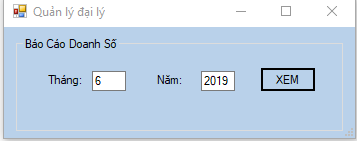 Quản lý đại lý
Báo Cáo Doanh Số
Tháng: 6 Năm: 2019 XEM